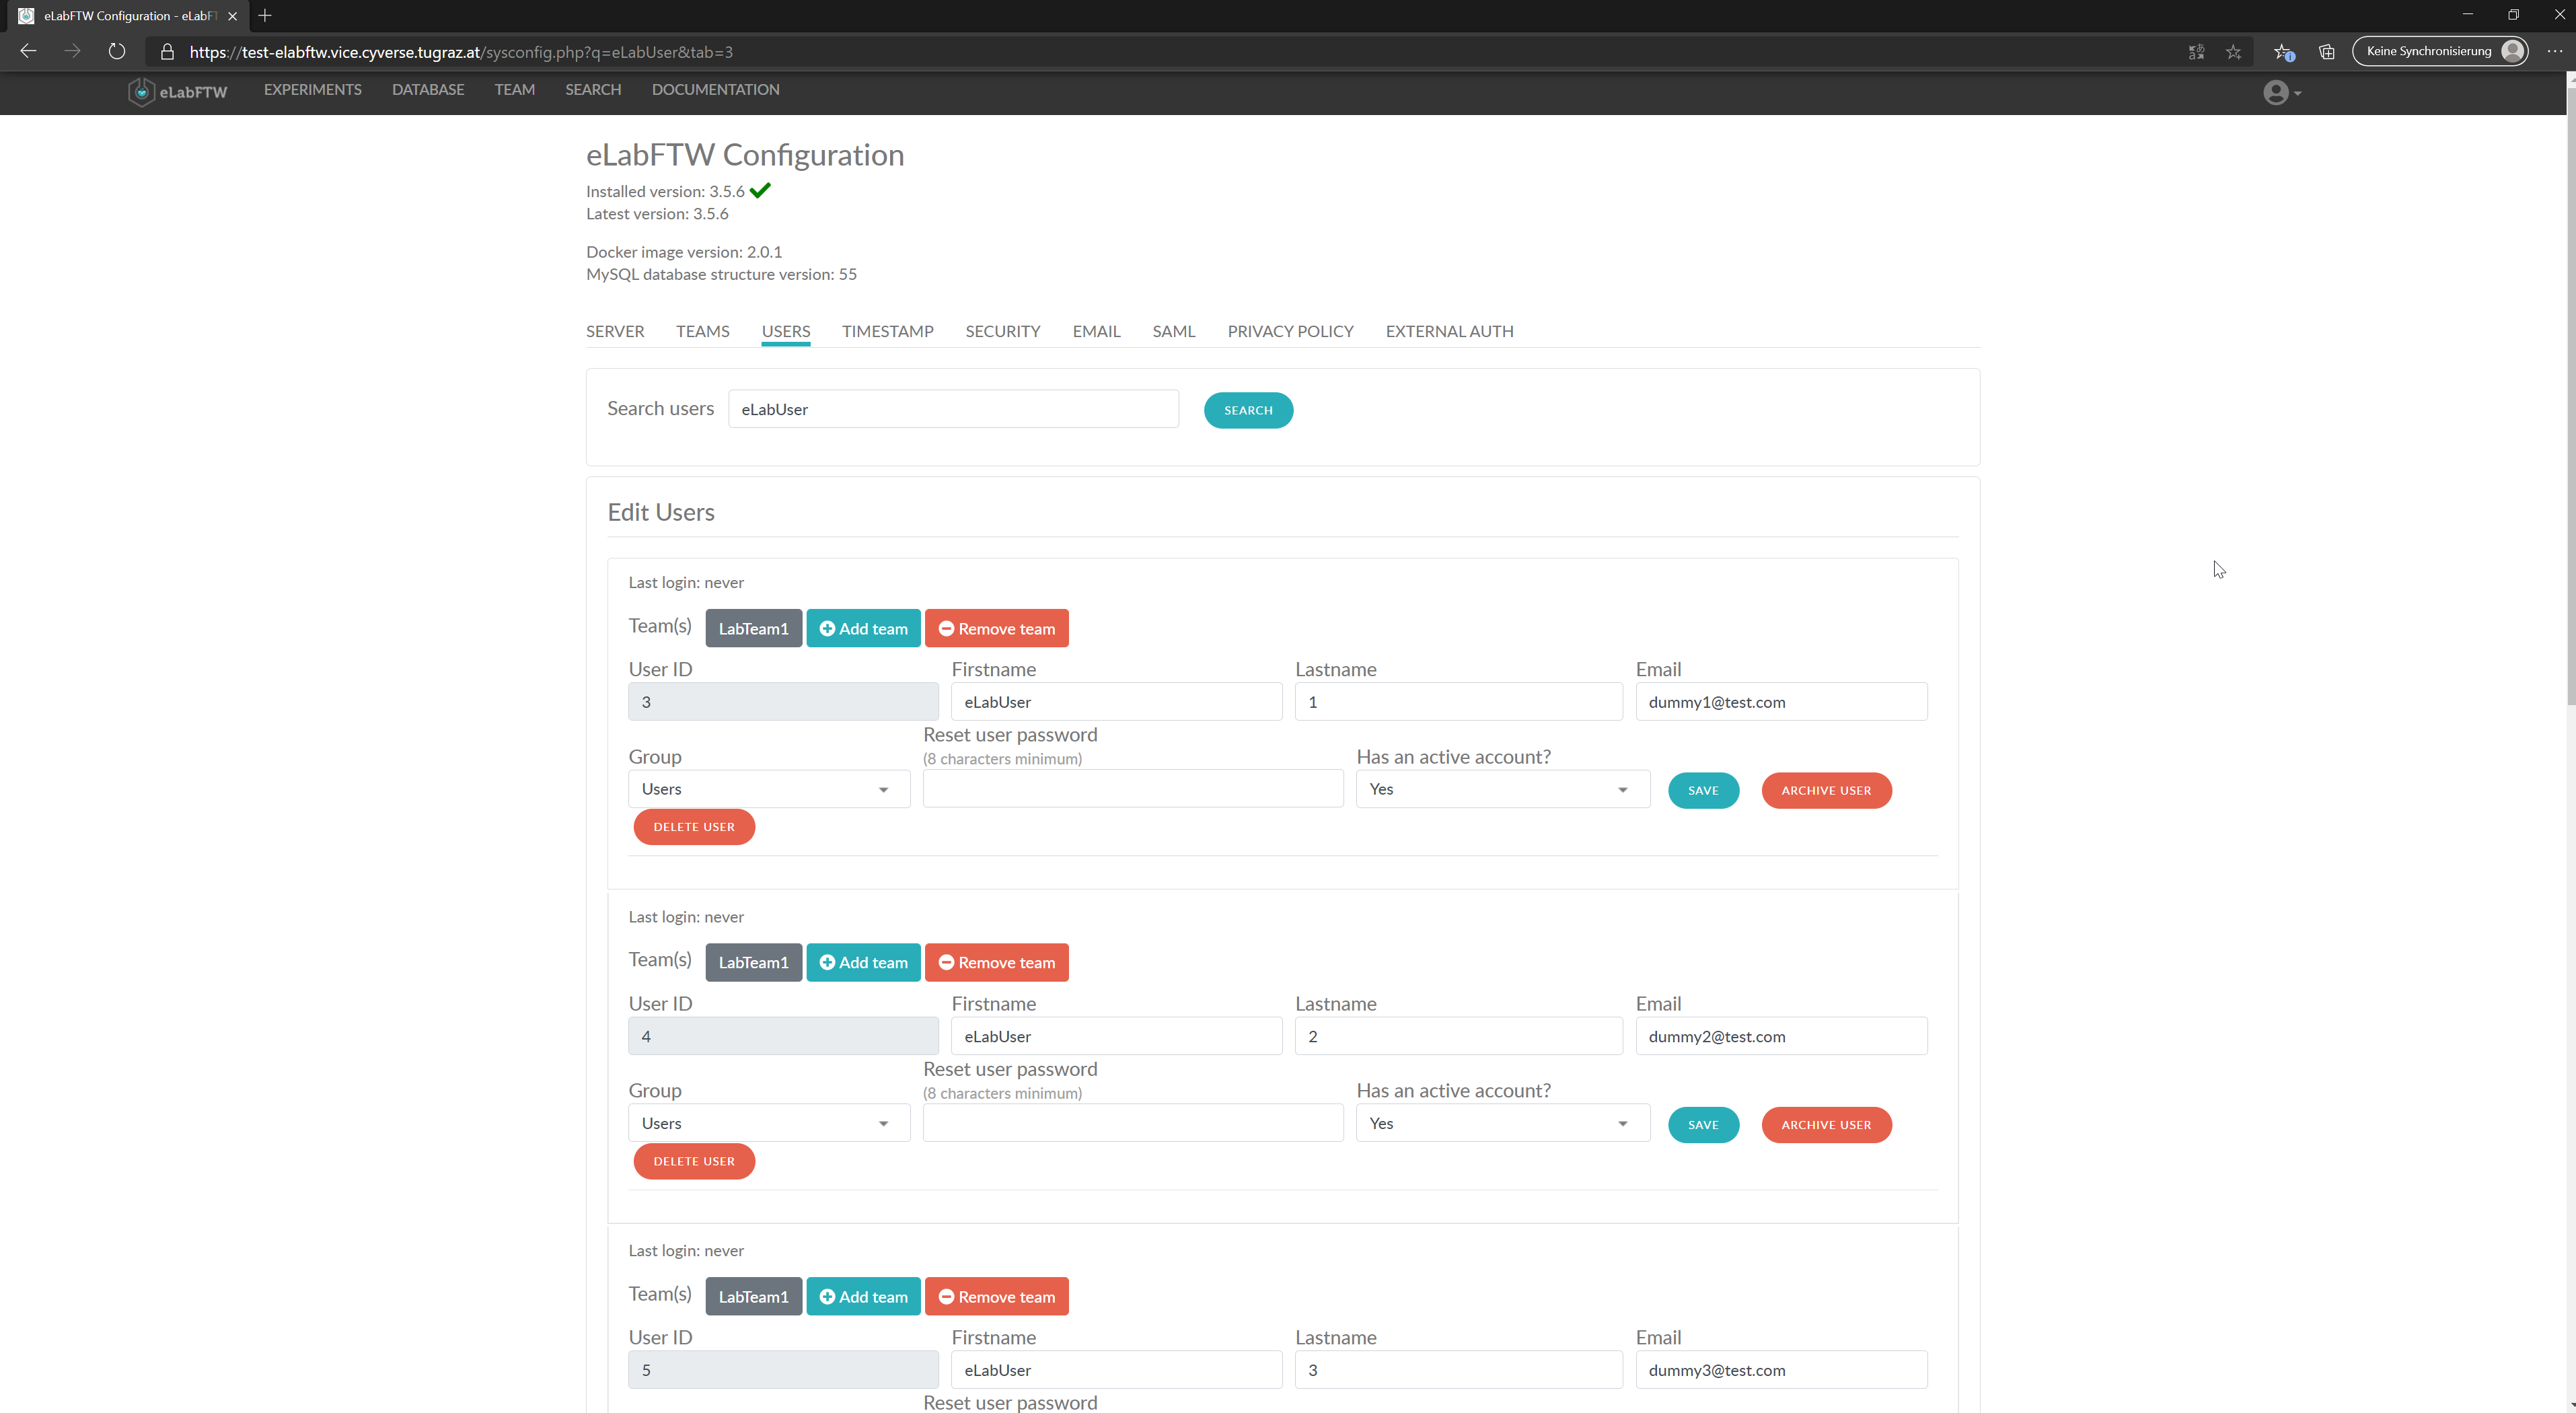 eLabFTW Configuration - eLabFT
https://test-elabftw.vice.cyverse.tugraz.at/sysconfig.php?q=eLabUser&tab=3
Keine Synchronisierung
eLabFTW EXPERIMENTS DATABASE TEAM SEARCH DOCUMENTATION
eLabFTW Configuration
Installed version: 3.5.6
Latest version: 3.5.6
Docker image version: 2.0.1
MySQL database structure version: 55
SERVER TEAMS USERS TIMESTAMP SECURITY EMAIL SAML PRIVACY POLICY EXTERNAL AUTH
Search users eLabUser SEARCH
Edit Users
Last login: never
Team(s) LabTeam1 Add team Remove team
User ID Firstname Lastname Email
3 eLabUser 1 dummy1@test.com
Reset user password
Group (8 characters minimum) Has an active account?
Users Yes SAVE ARCHIVE USER
DELETE USER
Last login: never
Team(s) LabTeam1 Add team Remove team
User ID Firstname Lastname Email
4 eLabUser 2 dummy2@test.com
Reset user password
Group (8 characters minimum) Has an active account?
Users Yes SAVE ARCHIVE USER
DELETE USER
Last login: never
Team(s) LabTeam1 Add team Remove team
User ID Firstname Lastname Email
5 eLabUser 3 dummy3@test.com
Reset user password